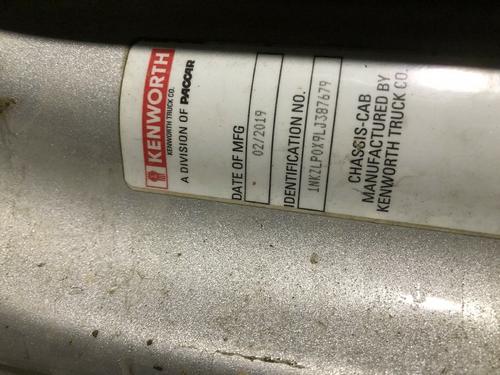 KENWORTH
KENWORTH TRUCK CO.
A DIVISION OF PACCAR
DATE OF MFG
02/2019
IDENTIFICATION NO.
1NKZLP0X9LJ387679
CHASSIS-CAB
MANUFACTURED BY
KENWORTH TRUCK CO.